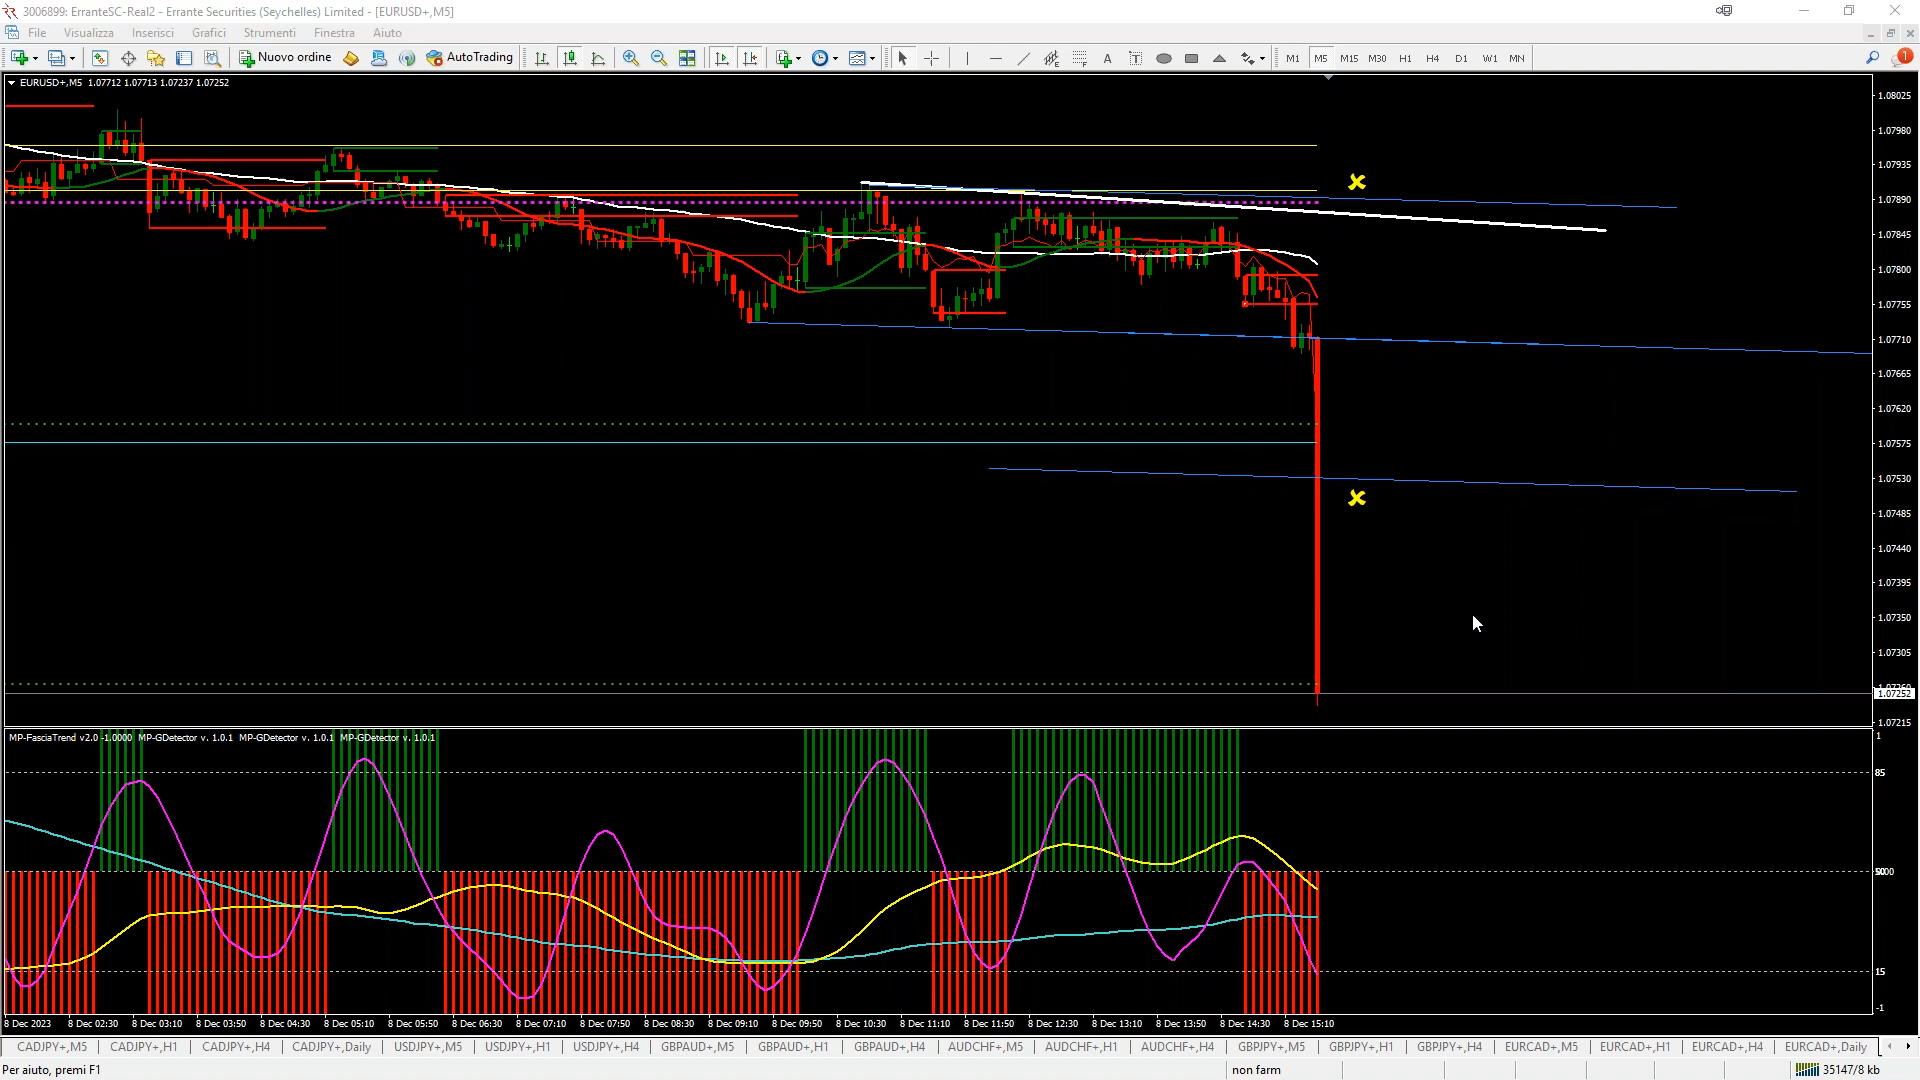 3006899: ErranteSC-Real2 - Errante Securities (Seychelles) Limited - [EURUSD+,M5]
File Visualizza Inserisci Grafici Strumenti Finestra Aiuto
Nuovo ordine AutoTrading A T M1 M5 M15 M30 H1 H4 D1 W1 MN 1
EURUSD+,M5 1.07712 1.07713 1.07237 1.07252
1.08025
1.07980
1.07935
1.07890
1.07845
1.07800
1.07755
1.07710
1.07665
1.07620
1.07575
1.07530
1.07485
1.07440
1.07395
1.07350
1.07305
1.07252
1.07215
MP-FasciaTrend v2.0 -1.0000 MP-GDetector v. 1.0.1 MP-GDetector v. 1.0.1 MP-GDetector v. 1.0.1
1
85
15
-1
8 Dec 2023 8 Dec 02:30 8 Dec 03:10 8 Dec 03:50 8 Dec 04:30 8 Dec 05:10 8 Dec 05:50 8 Dec 06:30 8 Dec 07:10 8 Dec 07:50 8 Dec 08:30 8 Dec 09:10 8 Dec 09:50 8 Dec 10:30 8 Dec 11:10 8 Dec 11:50 8 Dec 12:30 8 Dec 13:10 8 Dec 13:50 8 Dec 14:30 8 Dec 15:10
CADJPY+,M5 CADJPY+,H1 CADJPY+,H4 CADJPY+,Daily USDJPY+,M5 USDJPY+,H1 USDJPY+,H4 GBPAUD+,M5 GBPAUD+,H1 GBPAUD+,H4 AUDCHF+,M5 AUDCHF+,H1 AUDCHF+,H4 GBPJPY+,M5 GBPJPY+,H1 GBPJPY+,H4 EURCAD+,M5 EURCAD+,H1 EURCAD+,H4 EURCAD+,Daily
Per aiuto, premi F1 non farm 35147/8 kb